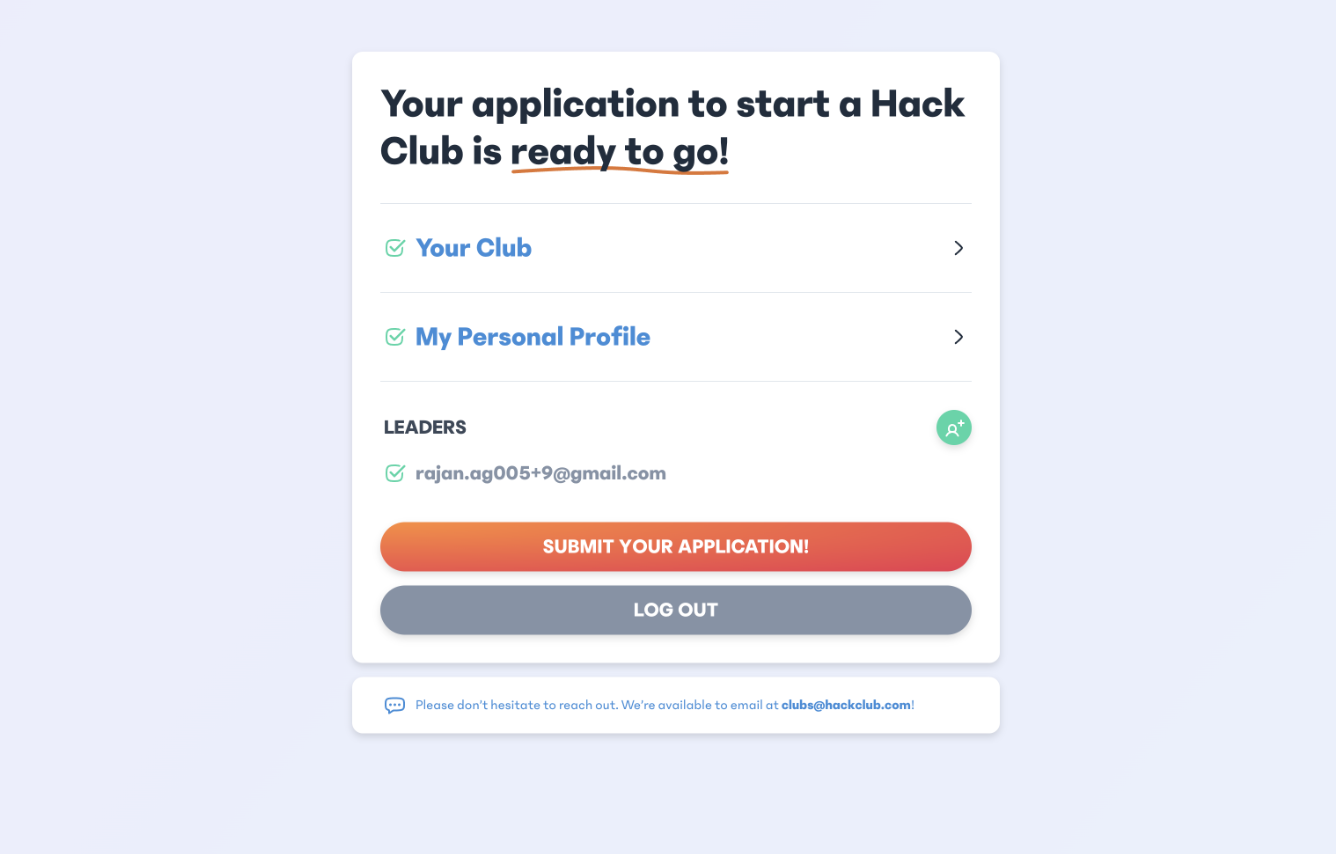 Your application to start a Hack
Club is ready to go!
Your Club
My Personal Profile
LEADERS
rajan.ag005+9@gmail.com
SUBMIT YOUR APPLICATION!
LOG OUT
Please don't hesitate to reach out. We're available to email at clubs@hackclub.com!